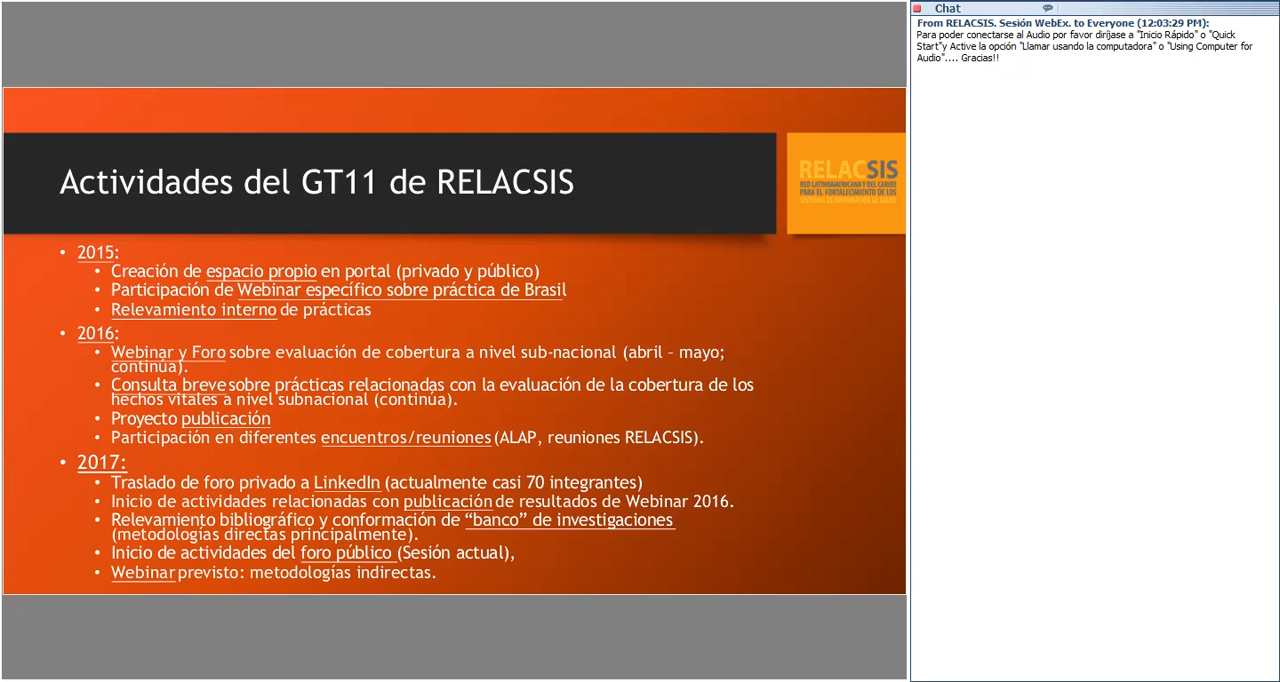 Actividades del GT11 de RELACSIS
RELACSIS
RED LATINOAMERICANA Y DEL CARIBE
PARA EL FORTALECIMIENTO DE LOS
SISTEMAS DE INFORMACIÓN DE SALUD
• 2015:
• Creación de espacio propio en portal (privado y público)
• Participación de Webinar específico sobre práctica de Brasil
• Relevamiento interno de prácticas
• 2016:
• Webinar y Foro sobre evaluación de cobertura a nivel sub-nacional (abril – mayo;
continúa).
• Consulta breve sobre prácticas relacionadas con la evaluación de la cobertura de los
hechos vitales a nivel subnacional (continúa).
• Proyecto publicación
• Participación en diferentes encuentros/reuniones (ALAP, reuniones RELACSIS).
• 2017:
• Traslado de foro privado a LinkedIn (actualmente casi 70 integrantes)
• Inicio de actividades relacionadas con publicación de resultados de Webinar 2016.
• Relevamiento bibliográfico y conformación de “banco” de investigaciones
(metodologías directas principalmente).
• Inicio de actividades del foro público (Sesión actual),
• Webinar previsto: metodologías indirectas.
Chat
From RELACSIS. Sesión WebEx. to Everyone (12:03:29 PM):
Para poder conectarse al Audio por favor diríjase a "Inicio Rápido" o "Quick
Start"y Active la opción "Llamar usando la computadora" o "Using Computer for
Audio".... Gracias!!